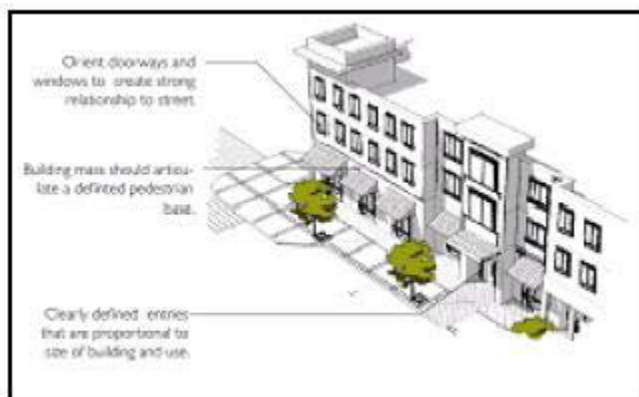 Orient doorways and
windows to create strong
relationship to street.
Building mass should articu-
late a definted pedestrian
base.
Clearly defined entries
that are proportional to
size of building and use.